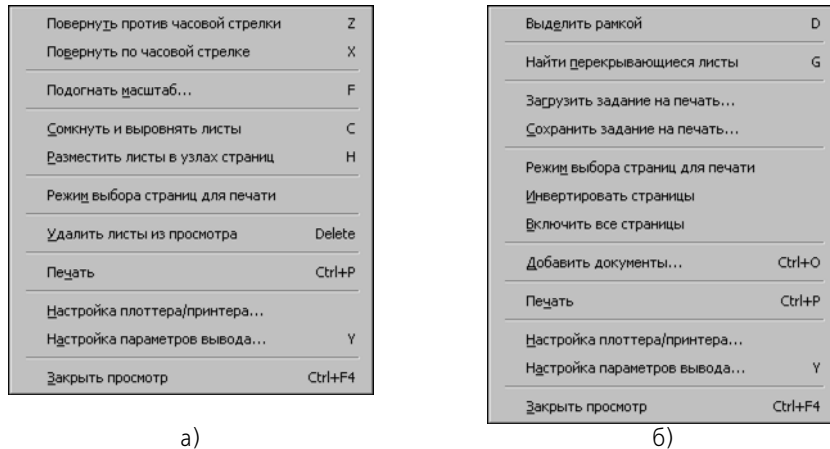 Повернуть против часовой стрелки Z
Повернуть по часовой стрелке X
Подогнать масштаб... F
Сомкнуть и выровнять листы C
Разместить листы в узлах страниц H
Режим выбора страниц для печати
Удалить листы из просмотра Delete
Печать Ctrl+P
Настройка плоттера/принтера...
Настройка параметров вывода... Y
Закрыть просмотр Ctrl+F4
а)
Выделить рамкой D
Найти перекрывающиеся листы G
Загрузить задание на печать...
Сохранить задание на печать...
Режим выбора страниц для печати
Инвертировать страницы
Включить все страницы
Добавить документы... Ctrl+O
Печать Ctrl+P
Настройка плоттера/принтера...
Настройка параметров вывода... Y
Закрыть просмотр Ctrl+F4
б)